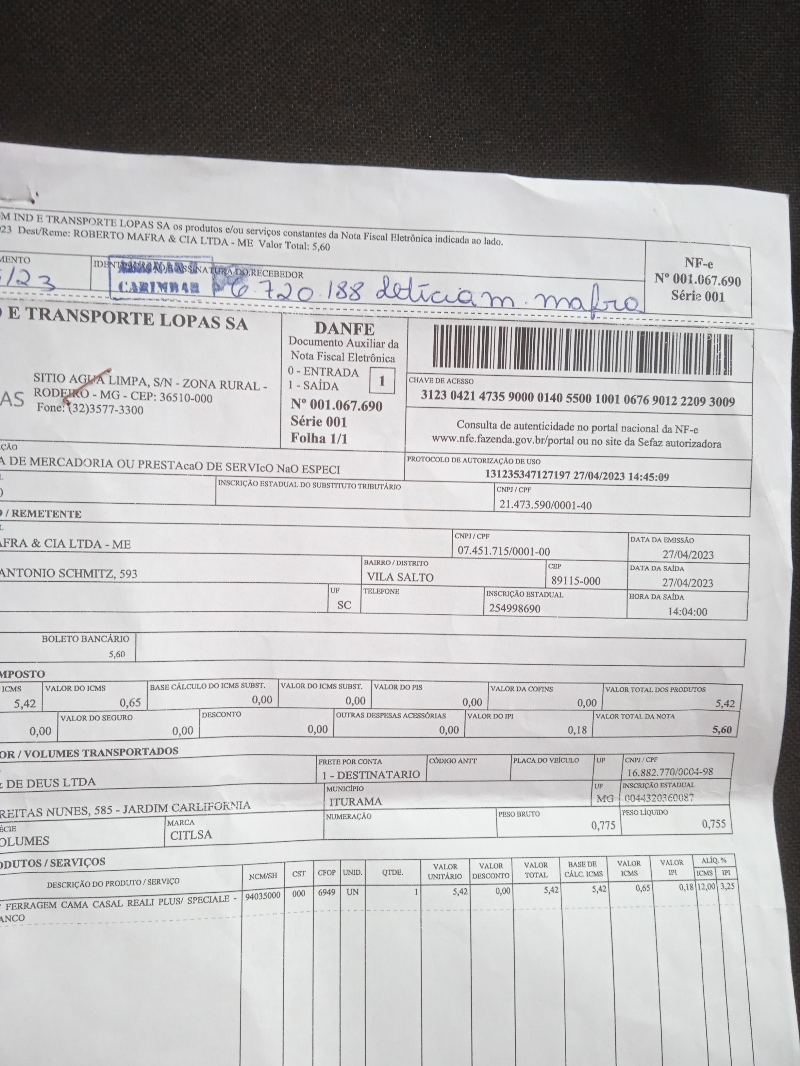 M IND E TRANSPORTE LOPAS SA os produtos e/ou serviços constantes da Nota Fiscal Eletrônica indicada ao lado.
023 Dest/Reme: ROBERTO MAFRA & CIA LTDA - ME Valor Total: 5,60
NF-e
Nº 001.067.690
Série 001
MENTO
ASSINATURA DO RECEBEDOR
/23
CARIMBAR
6.720.188 Letícia m. mafra
E TRANSPORTE LOPAS SA
SITIO AGUA LIMPA, S/N - ZONA RURAL -
RODEIRO - MG - CEP: 36510-000
Fone: (32)3577-3300
AS
DANFE
Documento Auxiliar da
Nota Fiscal Eletrônica
0 - ENTRADA
1 - SAÍDA
1
Nº 001.067.690
Série 001
Folha 1/1
CHAVE DE ACESSO
3123 0421 4735 9000 0140 5500 1001 0676 9012 2209 3009
Consulta de autenticidade no portal nacional da NF-e
www.nfe.fazenda.gov.br/portal ou no site da Sefaz autorizadora
AÇÃO
A DE MERCADORIA OU PRESTAcaO DE SERVIcO NaO ESPECI
PROTOCOLO DE AUTORIZAÇÃO DE USO
131235347127197 27/04/2023 14:45:09
INSCRIÇÃO ESTADUAL DO SUBSTITUTO TRIBUTÁRIO
CNPJ / CPF
21.473.590/0001-40
/ REMETENTE
AFRA & CIA LTDA - ME
CNPJ / CPF
07.451.715/0001-00
DATA DA EMISSÃO
27/04/2023
ANTONIO SCHMITZ, 593
BAIRRO / DISTRITO
VILA SALTO
CEP
89115-000
DATA DA SAÍDA
27/04/2023
UF
SC
TELEFONE
INSCRIÇÃO ESTADUAL
254998690
HORA DA SAÍDA
14:04:00
BOLETO BANCÁRIO
5,60
MPOSTO
ICMS
5,42
VALOR DO ICMS
0,65
BASE CÁLCULO DO ICMS SUBST.
0,00
VALOR DO ICMS SUBST.
0,00
VALOR DO PIS
0,00
VALOR DA COFINS
0,00
VALOR TOTAL DOS PRODUTOS
5,42
0,00
VALOR DO SEGURO
0,00
DESCONTO
0,00
OUTRAS DESPESAS ACESSÓRIAS
0,00
VALOR DO IPI
0,18
VALOR TOTAL DA NOTA
5,60
OR / VOLUMES TRANSPORTADOS
& DE DEUS LTDA
FRETE POR CONTA
1 - DESTINATARIO
CÓDIGO ANTT
PLACA DO VEÍCULO
UF
CNPJ / CPF
16.882.770/0004-98
REITAS NUNES, 585 - JARDIM CARLIFORNIA
MUNICÍPIO
ITURAMA
UF
MG
INSCRIÇÃO ESTADUAL
0044320360087
ÉCIE
OLUMES
MARCA
CITLSA
NUMERAÇÃO
PESO BRUTO
0,775
PESO LÍQUIDO
0,755
ODUTOS / SERVIÇOS
DESCRIÇÃO DO PRODUTO / SERVIÇO NCM/SH CST CFOP UNID. QTDE. VALOR UNITÁRIO VALOR DESCONTO VALOR TOTAL BASE DE CÁLC. ICMS VALOR ICMS VALOR IPI ALÍQ. % ICMS IPI
FERRAGEM CAMA CASAL REALI PLUS/ SPECIALE - 94035000 000 6949 UN 1 5,42 0,00 5,42 5,42 0,65 0,18 12,00 3,25
ANCO